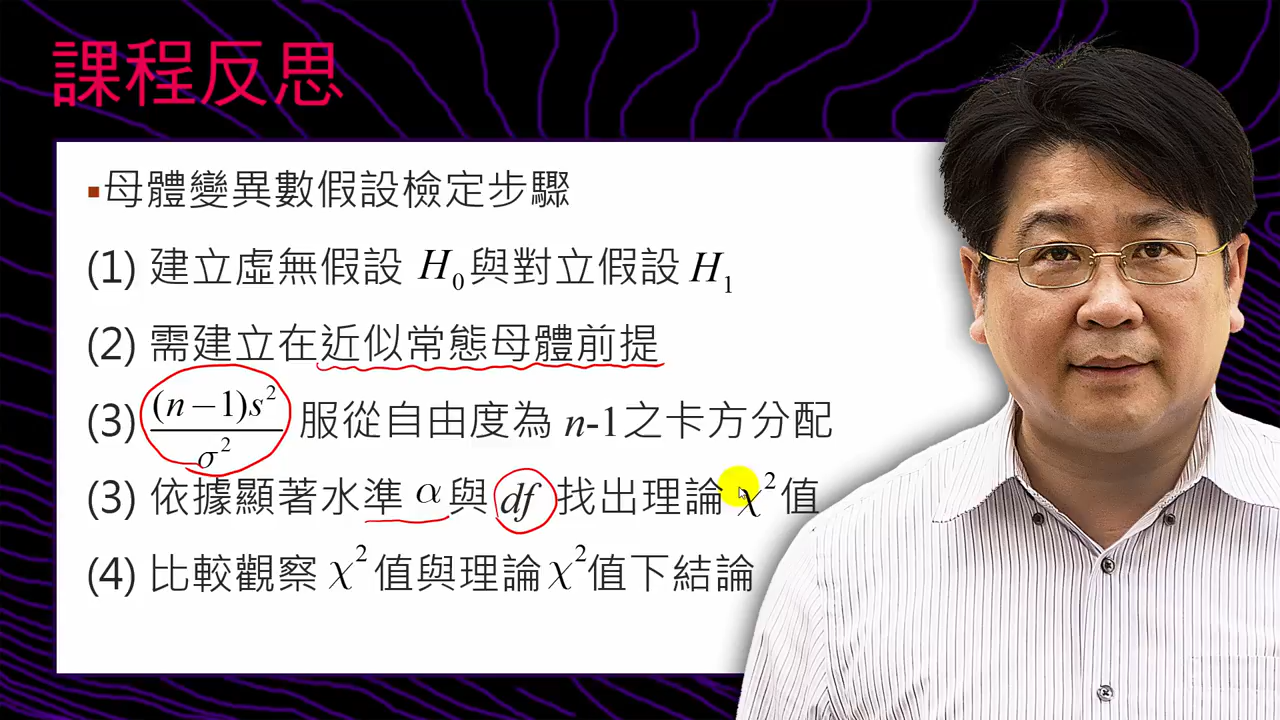 課程反思
▪母體變異數假設檢定步驟
(1) 建立虛無假設 H₀與對立假設H₁
(2) 需建立在近似常態母體前提
(3) (n−1)s²/σ² 服從自由度為 n-1之卡方分配
(3) 依據顯著水準 α與 df 找出理論 χ²值
(4) 比較觀察 χ²值與理論χ²值下結論